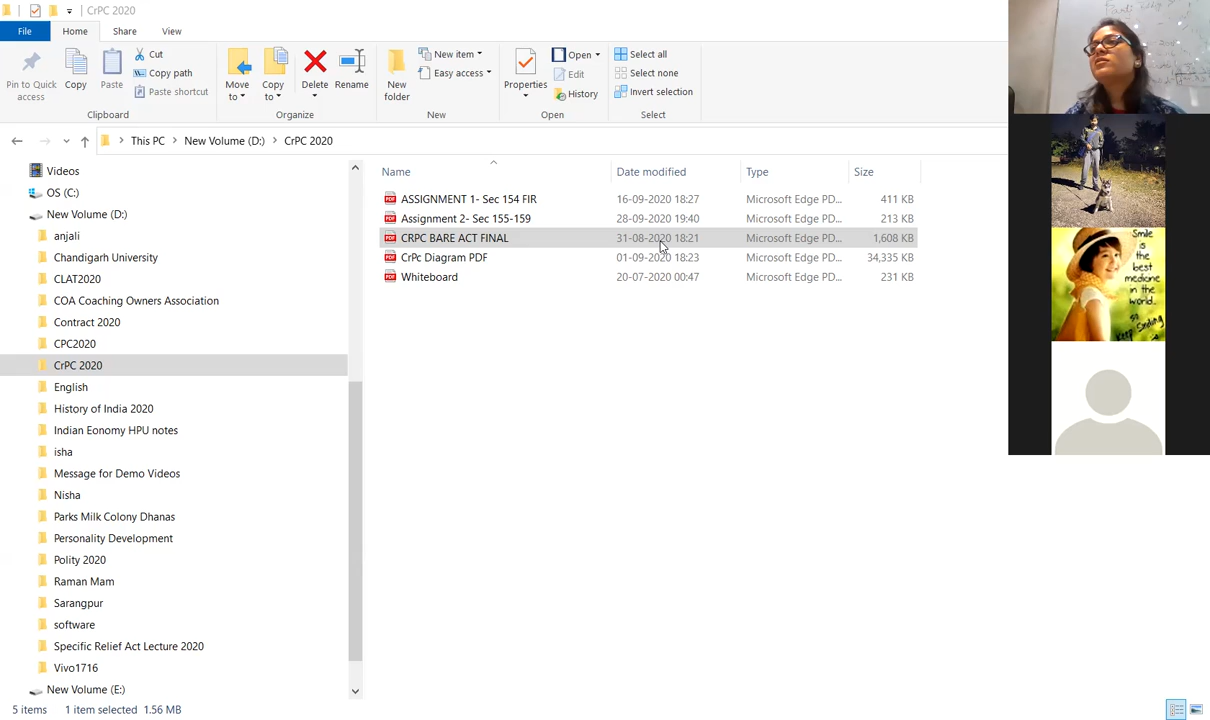 CrPC 2020
File Home Share View
Pin to Quick access
Copy
Paste
Cut
Copy path
Paste shortcut
Clipboard
Move to
Copy to
Delete
Rename
Organize
New folder
New item
Easy access
New
Properties
Open
Edit
History
Open
Select all
Select none
Invert selection
Select
This PC New Volume (D:) CrPC 2020
Videos
OS (C:)
New Volume (D:)
anjali
Chandigarh University
CLAT2020
COA Coaching Owners Association
Contract 2020
CPC2020
CrPC 2020
English
History of India 2020
Indian Eonomy HPU notes
isha
Message for Demo Videos
Nisha
Parks Milk Colony Dhanas
Personality Development
Polity 2020
Raman Mam
Sarangpur
software
Specific Relief Act Lecture 2020
Vivo1716
New Volume (E:)
Name Date modified Type Size
ASSIGNMENT 1- Sec 154 FIR 16-09-2020 18:27 Microsoft Edge PD... 411 KB
Assignment 2- Sec 155-159 28-09-2020 19:40 Microsoft Edge PD... 213 KB
CRPC BARE ACT FINAL 31-08-2020 18:21 Microsoft Edge PD... 1,608 KB
CrPc Diagram PDF 01-09-2020 18:23 Microsoft Edge PD... 34,335 KB
Whiteboard 20-07-2020 00:47 Microsoft Edge PD... 231 KB
5 items 1 item selected 1.56 MB
Smile
is the
best
medicine
in the
world..
so
Keep Smiling